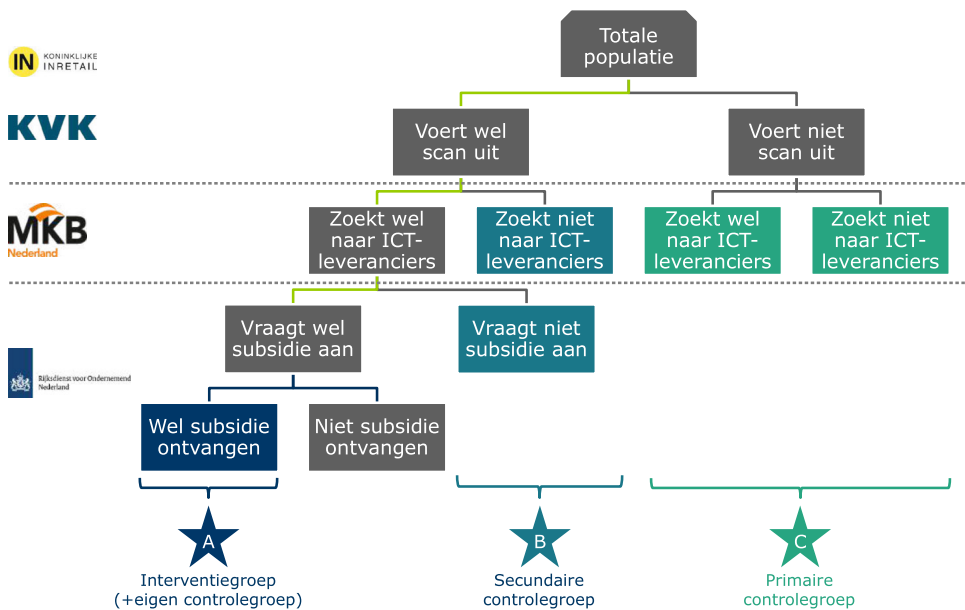 Totale
populatie
IN KONINKLIJKE
INRETAIL
KVK
Voert wel
scan uit
Voert niet
scan uit
MKB
Nederland
Zoekt wel
naar ICT-
leveranciers
Zoekt niet
naar ICT-
leveranciers
Zoekt wel
naar ICT-
leveranciers
Zoekt niet
naar ICT-
leveranciers
Vraagt wel
subsidie aan
Vraagt niet
subsidie aan
Rijksdienst voor Ondernemend
Nederland
Wel subsidie
ontvangen
Niet subsidie
ontvangen
A
B
C
Interventiegroep
(+eigen controlegroep)
Secundaire
controlegroep
Primaire
controlegroep